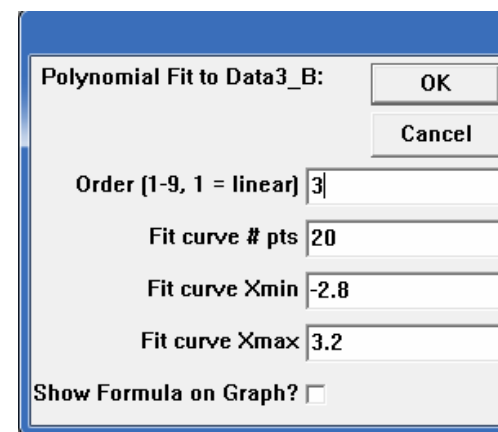 Polynomial Fit to Data3_B:
OK
Cancel
Order (1-9, 1 = linear) 3
Fit curve # pts 20
Fit curve Xmin -2.8
Fit curve Xmax 3.2
Show Formula on Graph?